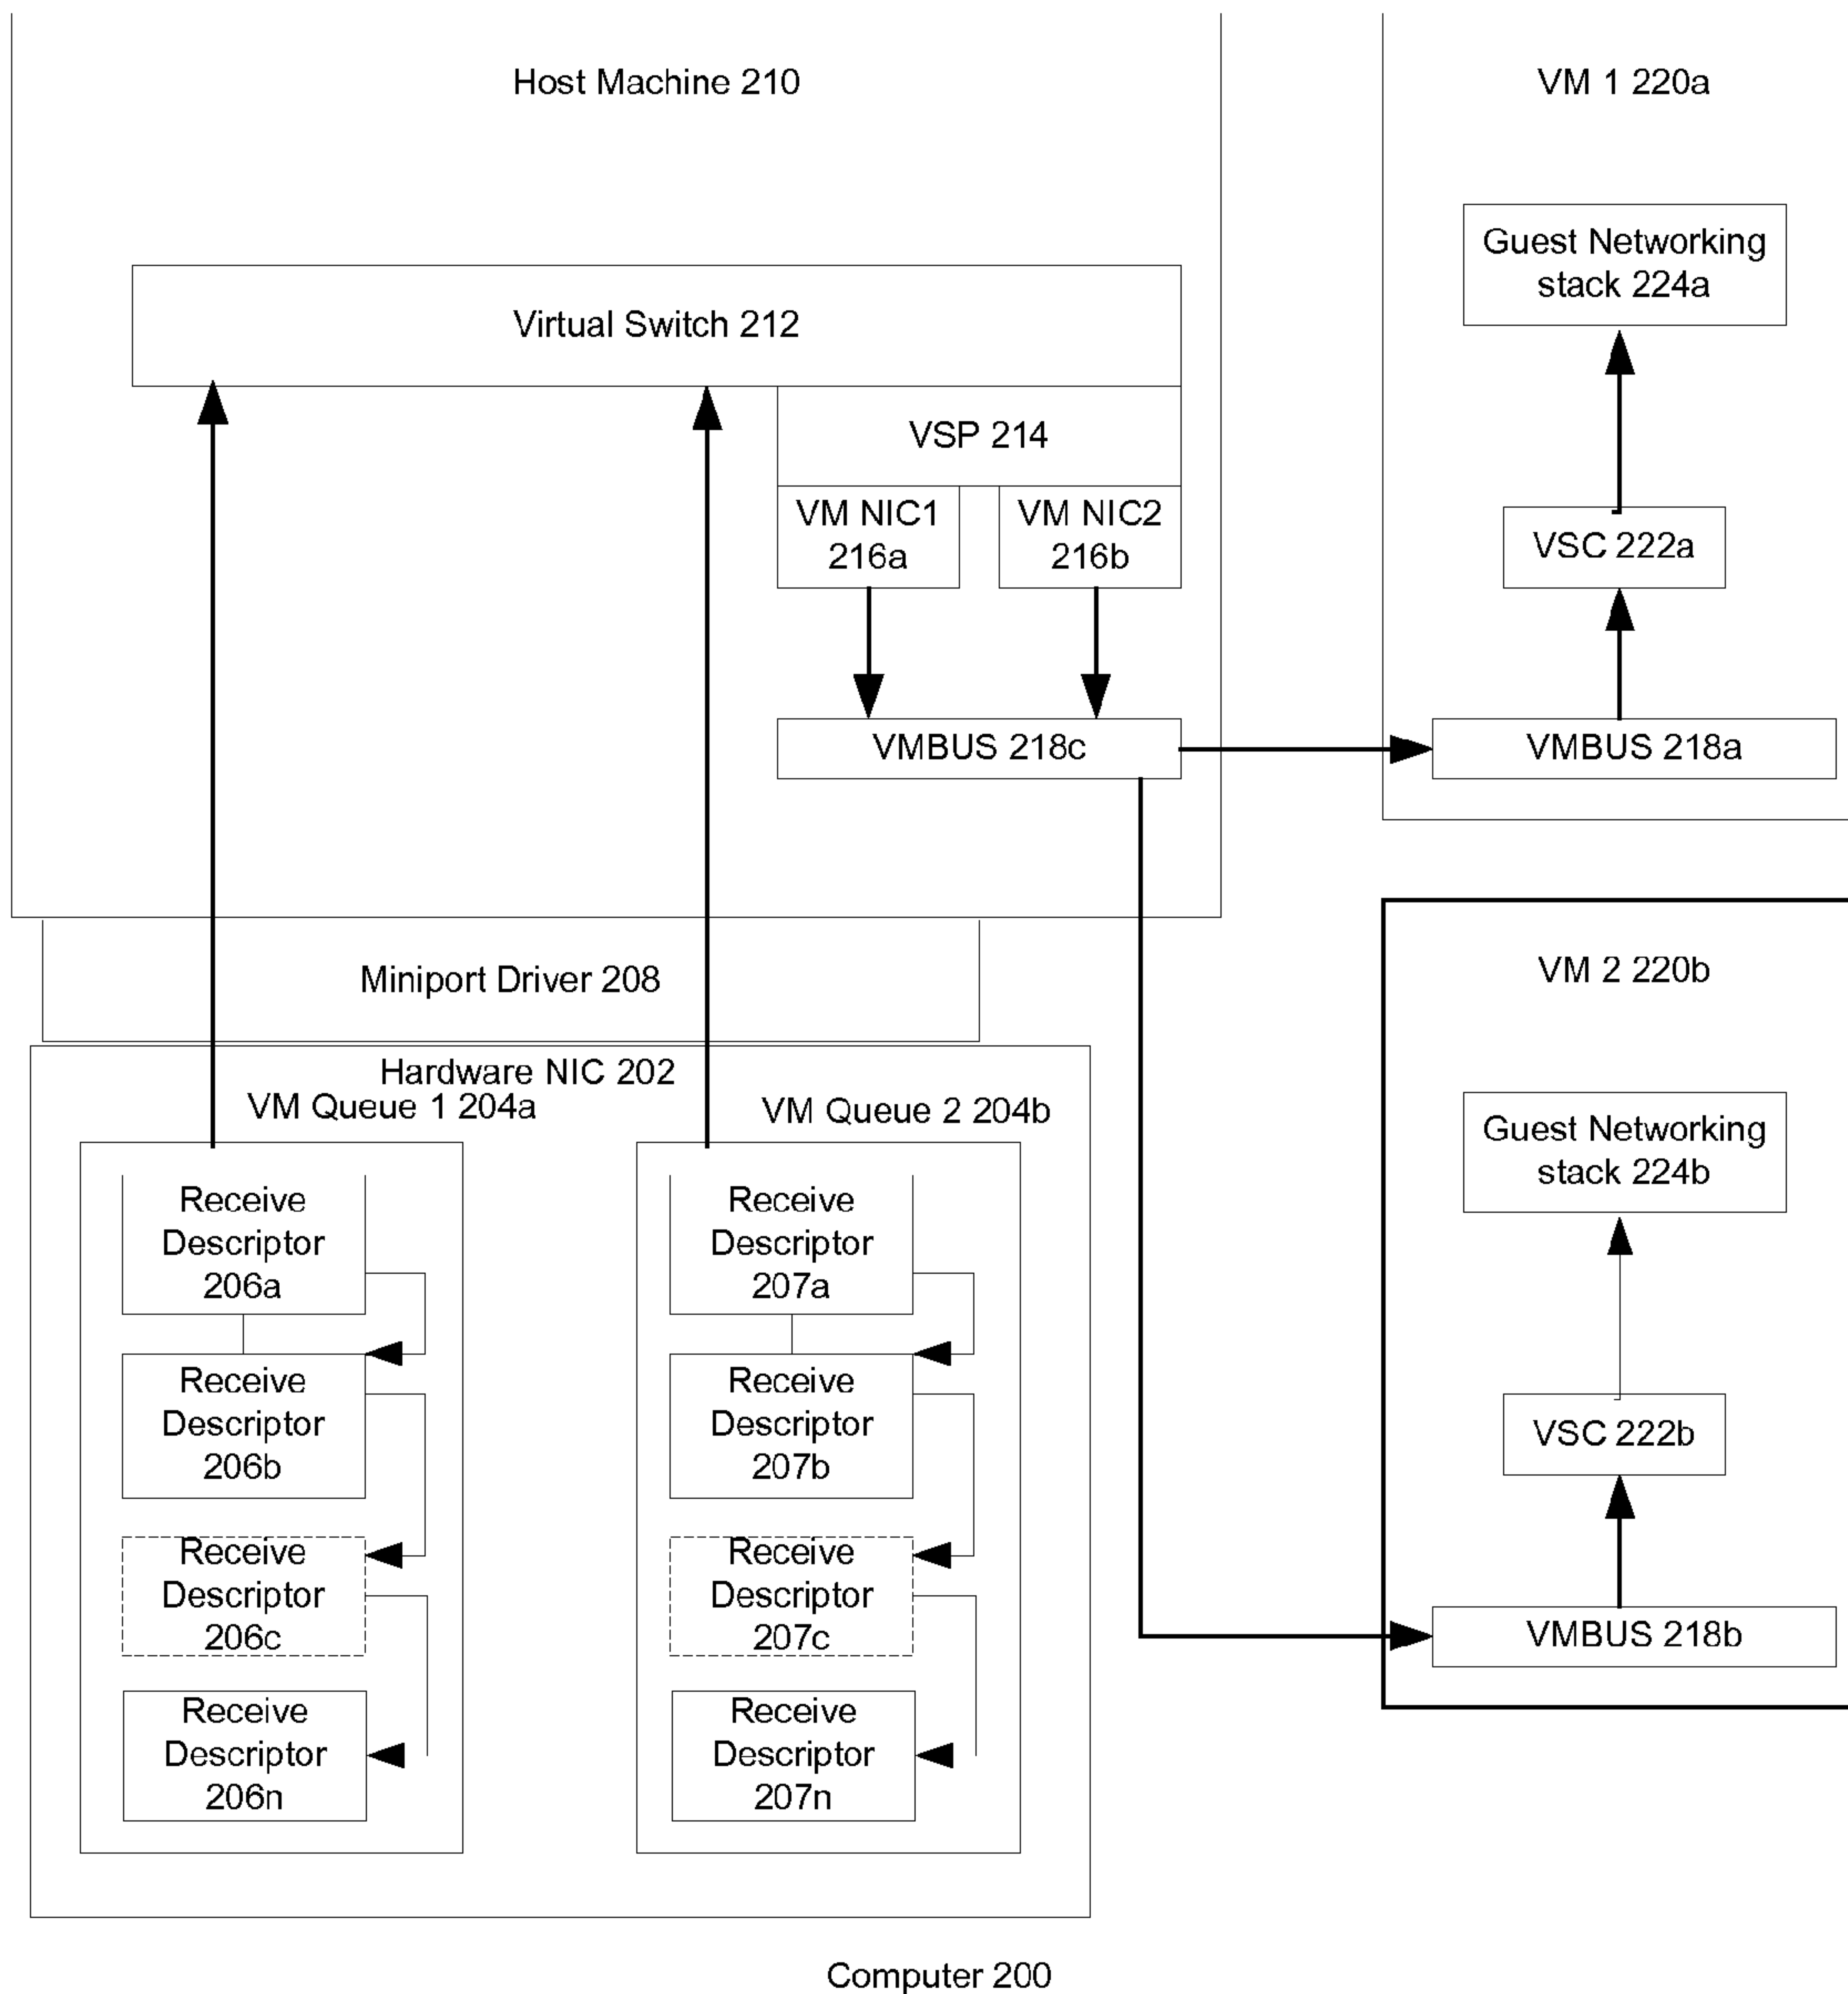 Host Machine 210
VM 1 220a
Guest Networking
stack 224a
Virtual Switch 212
VSP 214
VM NIC1
216a
VM NIC2
216b
VSC 222a
VMBUS 218c
VMBUS 218a
Miniport Driver 208
VM 2 220b
Hardware NIC 202
VM Queue 1 204a
VM Queue 2 204b
Guest Networking
stack 224b
Receive
Descriptor
206a
Receive
Descriptor
207a
Receive
Descriptor
206b
Receive
Descriptor
207b
VSC 222b
Receive
Descriptor
206c
Receive
Descriptor
207c
VMBUS 218b
Receive
Descriptor
206n
Receive
Descriptor
207n
Computer 200